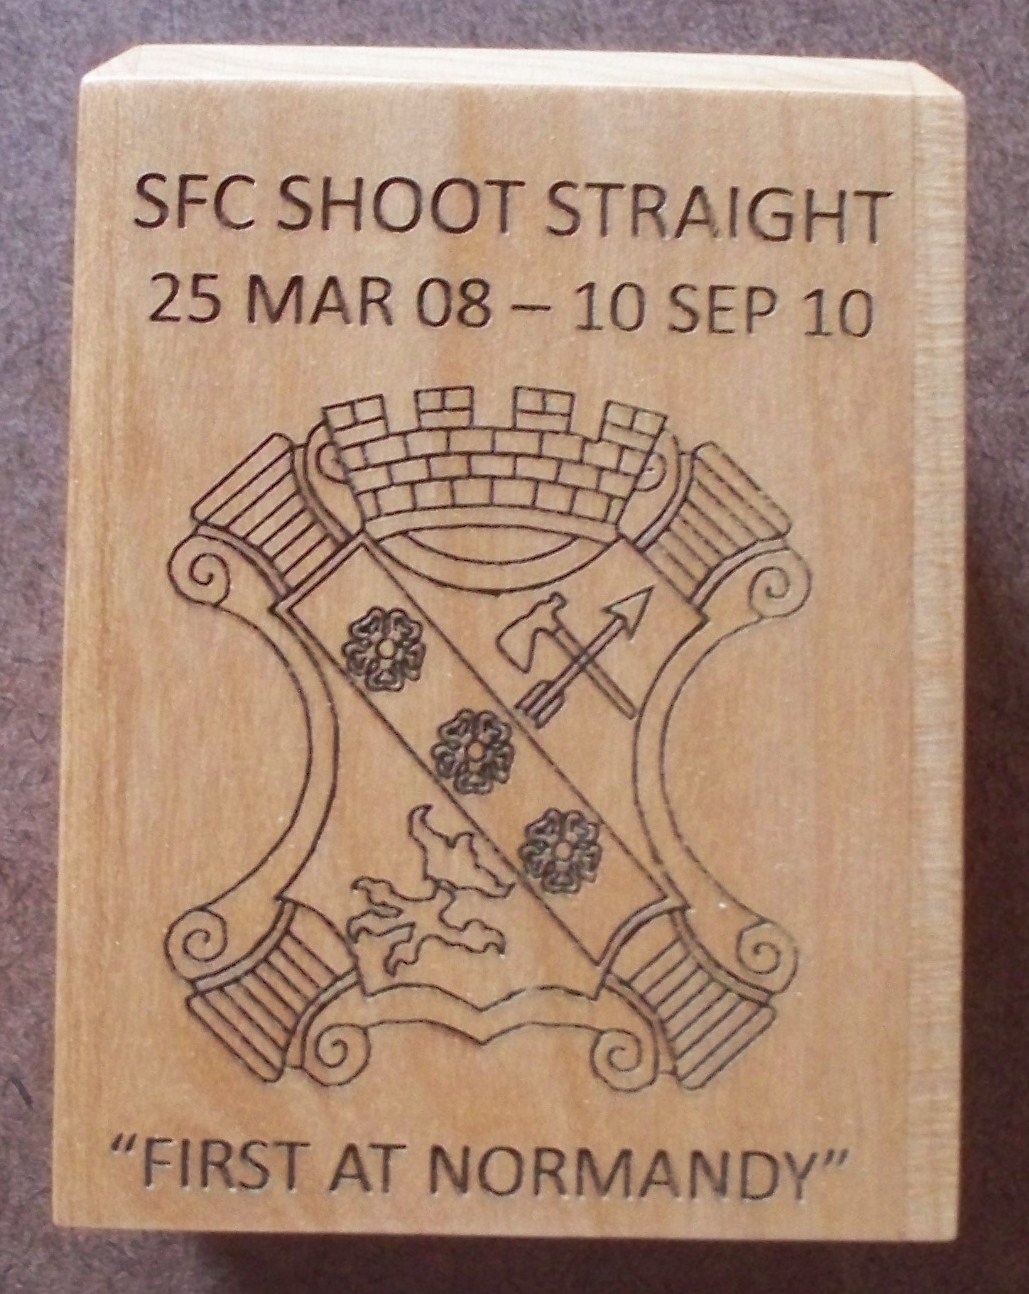 SFC SHOOT STRAIGHT
25 MAR 08 – 10 SEP 10
“FIRST AT NORMANDY”